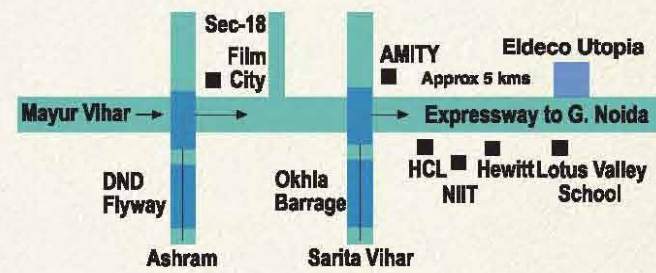 Sec-18
Film
City
AMITY
Eldeco Utopia
Approx 5 kms
Mayur VIhar
Expressway to G. Noida
DND
Flyway
Okhla
Barrage
HCL
NIIT
Hewitt
Lotus Valley
School
Ashram
Sarita Vihar